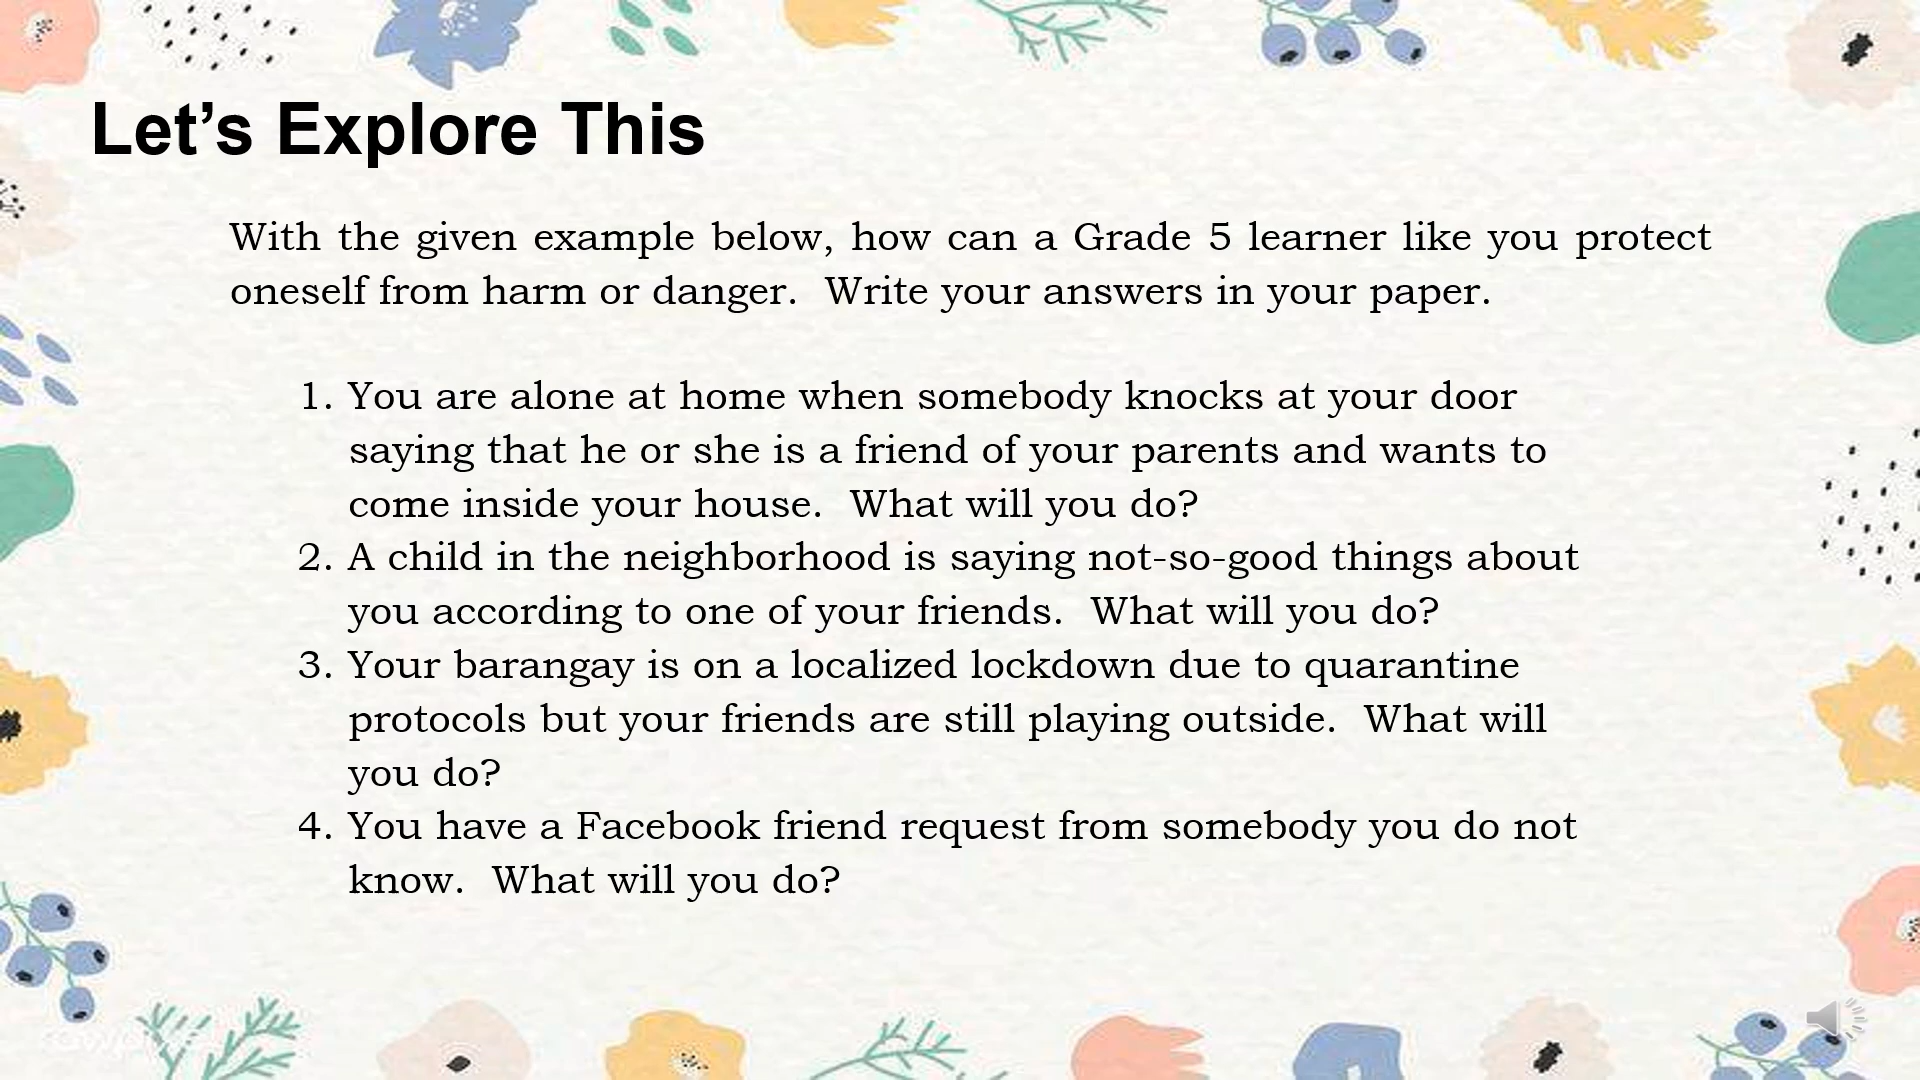 Let’s Explore This
With the given example below, how can a Grade 5 learner like you protect
oneself from harm or danger.  Write your answers in your paper.
1. You are alone at home when somebody knocks at your door
saying that he or she is a friend of your parents and wants to
come inside your house.  What will you do?
2. A child in the neighborhood is saying not-so-good things about
you according to one of your friends.  What will you do?
3. Your barangay is on a localized lockdown due to quarantine
protocols but your friends are still playing outside.  What will
you do?
4. You have a Facebook friend request from somebody you do not
know.  What will you do?